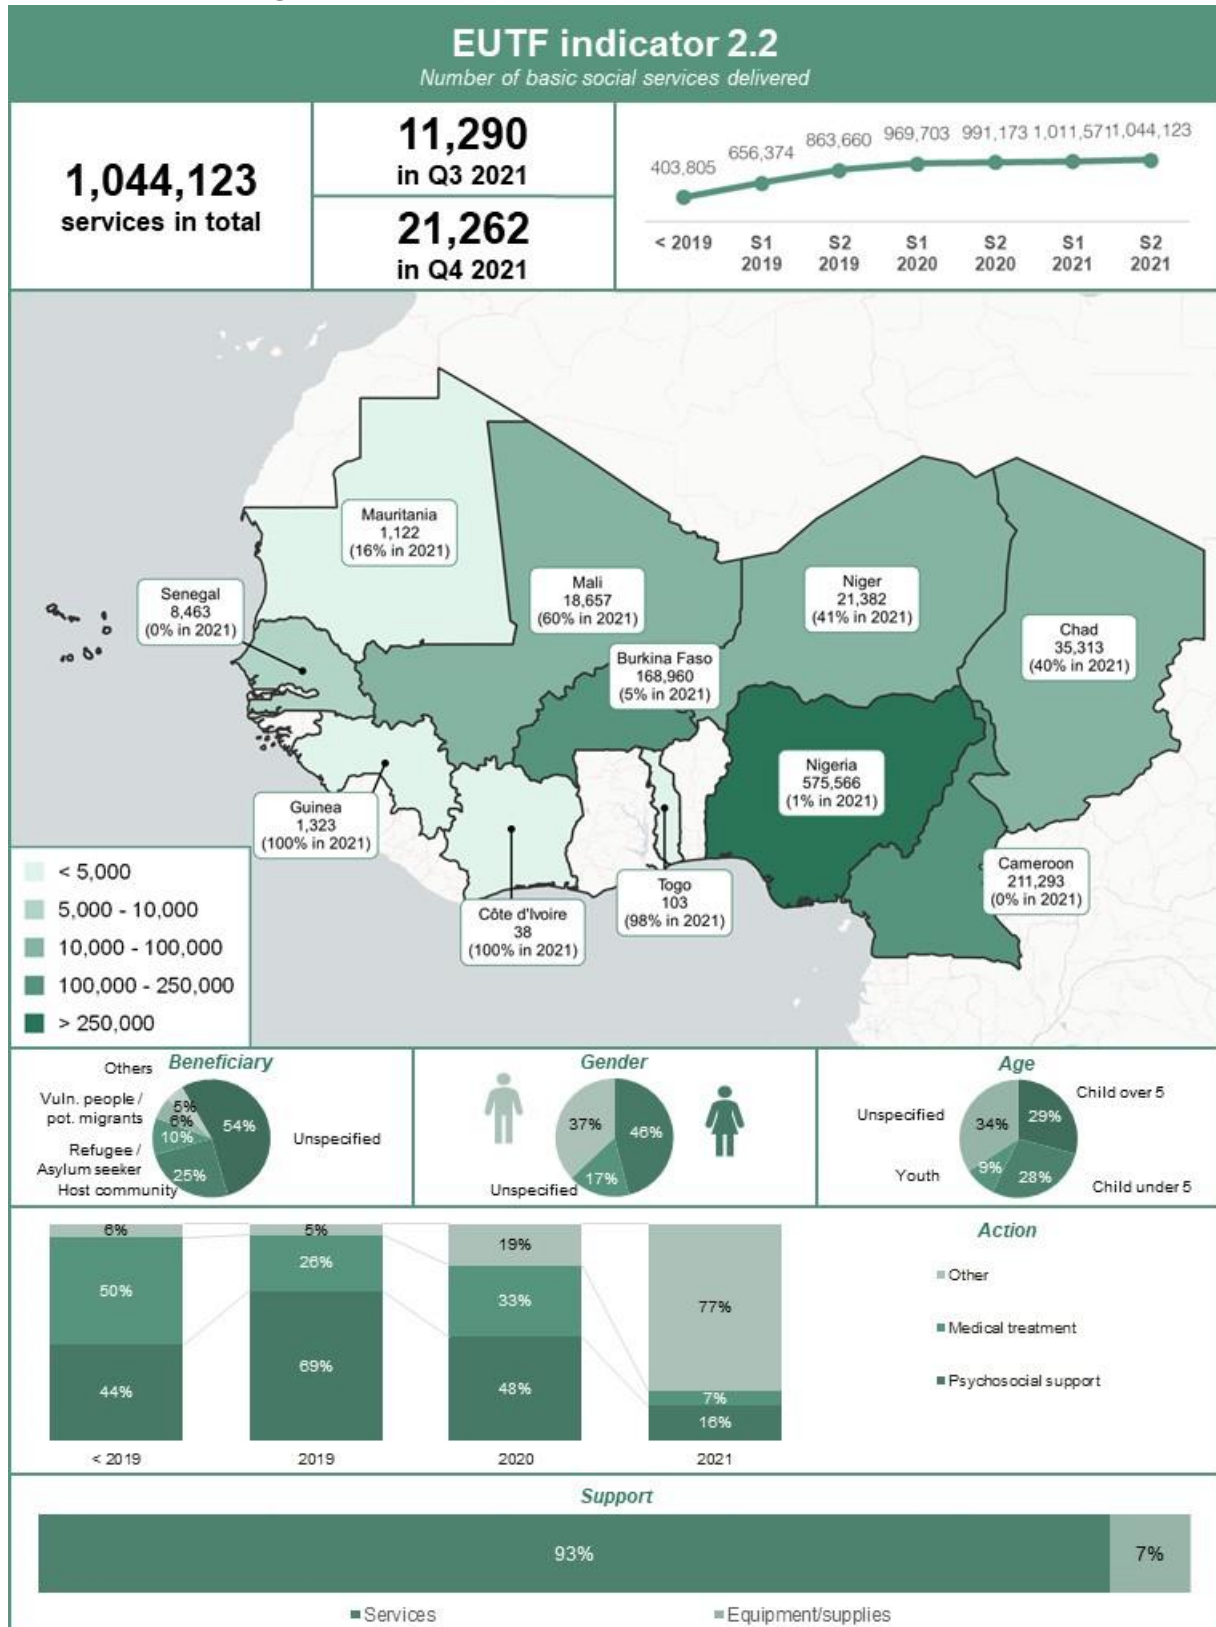 EUTF indicator 2.2
Number of basic social services delivered
1,044,123
services in total
11,290
in Q3 2021
21,262
in Q4 2021
403,805
656,374
863,660
969,703
991,173
1,011,571
1,044,123
< 2019
S1
2019
S2
2019
S1
2020
S2
2020
S1
2021
S2
2021
Mauritania
1,122
(16% in 2021)
Senegal
8,463
(0% in 2021)
Mali
18,657
(60% in 2021)
Niger
21,382
(41% in 2021)
Chad
35,313
(40% in 2021)
Burkina Faso
168,960
(5% in 2021)
Nigeria
575,566
(1% in 2021)
Guinea
1,323
(100% in 2021)
Cameroon
211,293
(0% in 2021)
Togo
103
(98% in 2021)
Côte d'Ivoire
38
(100% in 2021)
< 5,000
5,000 - 10,000
10,000 - 100,000
100,000 - 250,000
> 250,000
Beneficiary
Others
5%
Vuln. people /
pot. migrants
6%
Refugee /
Asylum seeker
10%
Host community
25%
54%
Unspecified
Gender
37%
46%
17%
Unspecified
Age
Child over 5
29%
Unspecified
34%
Youth
9%
28%
Child under 5
6%
50%
44%
< 2019
5%
26%
69%
2019
19%
33%
48%
2020
77%
7%
16%
2021
Action
Other
Medical treatment
Psychosocial support
Support
93%
7%
Services
Equipment/supplies